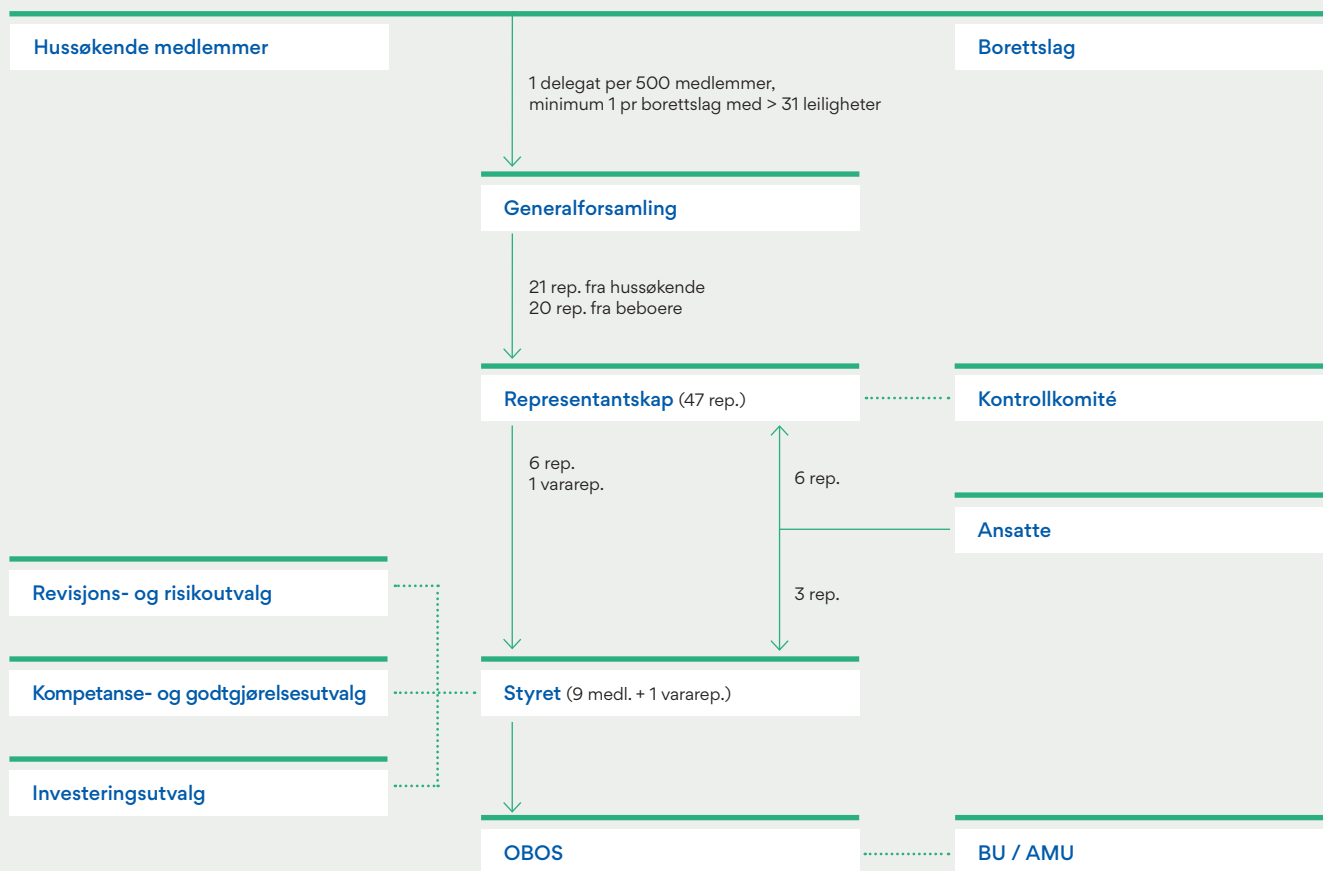 Hussøkende medlemmer
Borettslag
1 delegat per 500 medlemmer,
minimum 1 pr borettslag med > 31 leiligheter
Generalforsamling
21 rep. fra hussøkende
20 rep. fra beboere
Representantskap (47 rep.)
Kontrollkomité
6 rep.
1 vararep.
6 rep.
Ansatte
Revisjons- og risikoutvalg
3 rep.
Kompetanse- og godtgjørelsesutvalg
Styret (9 medl. + 1 vararep.)
Investeringsutvalg
OBOS
BU / AMU